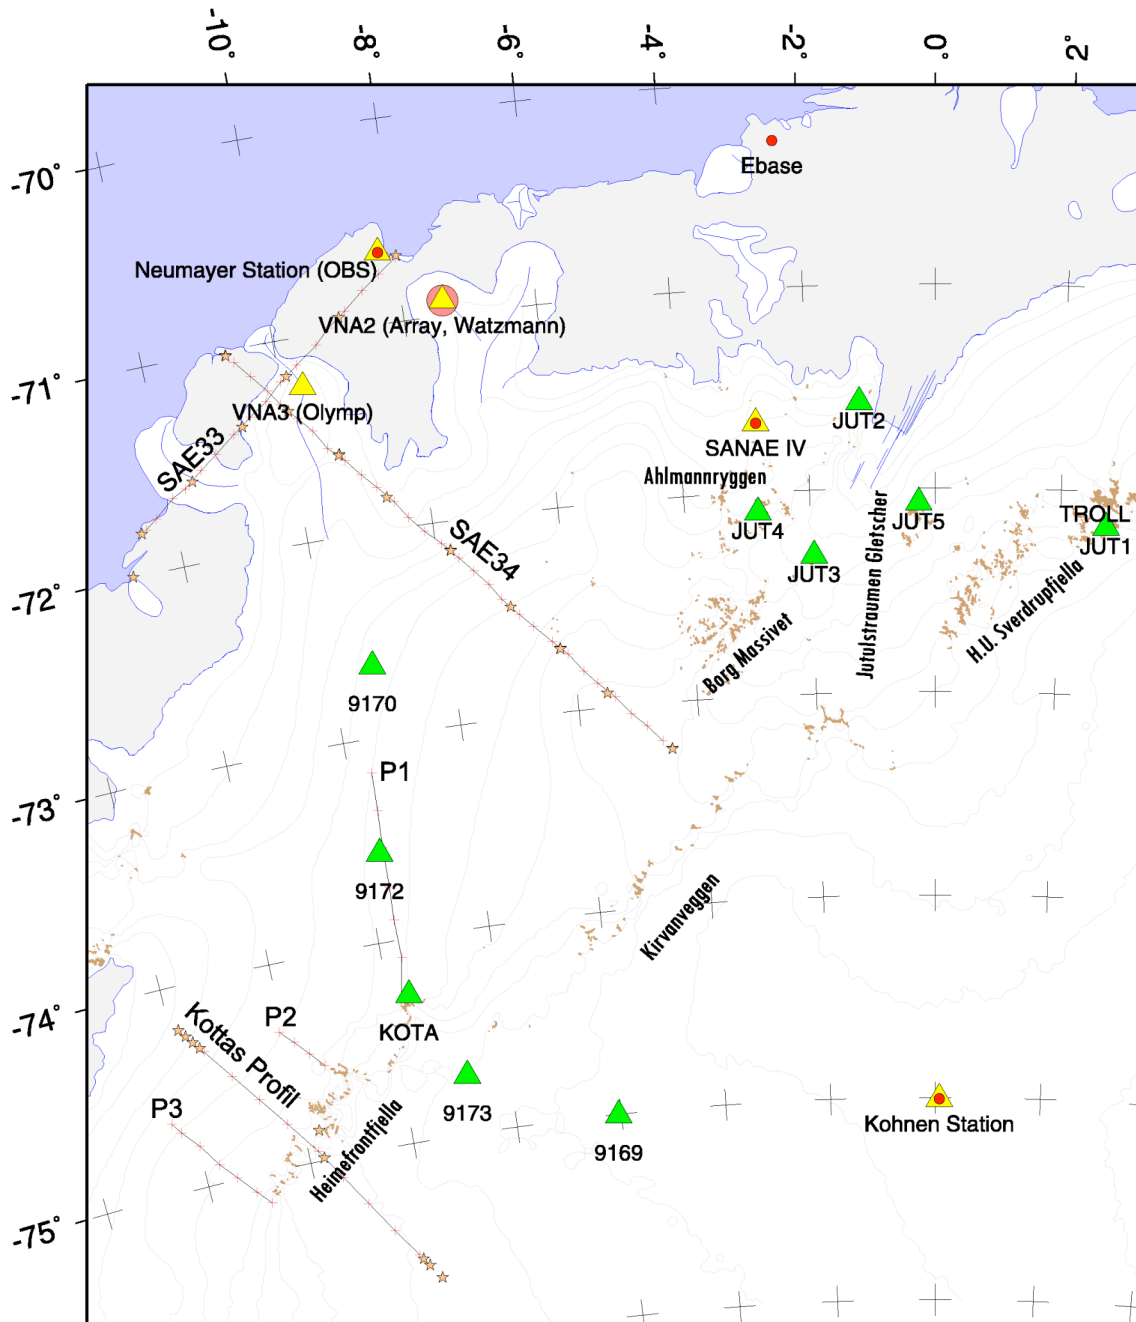 -10°
-8°
-6°
-4°
-2°
0°
2°
-70°
Ebase
Neumayer Station (OBS)
VNA2 (Array, Watzmann)
-71°
VNA3 (Olymp)
JUT2
SANAE IV
SAE33
Ahlmannryggen
JUT4
JUT5
TROLL
JUT1
SAE34
JUT3
Jutulstraumen Gletscher
H.U. Sverdrupfjella
-72°
Borg Massivet
9170
P1
-73°
9172
Kirvanveggen
-74°
P2
KOTA
Kottas Profil
P3
9173
Heimefrontfjella
9169
Kohnen Station
-75°